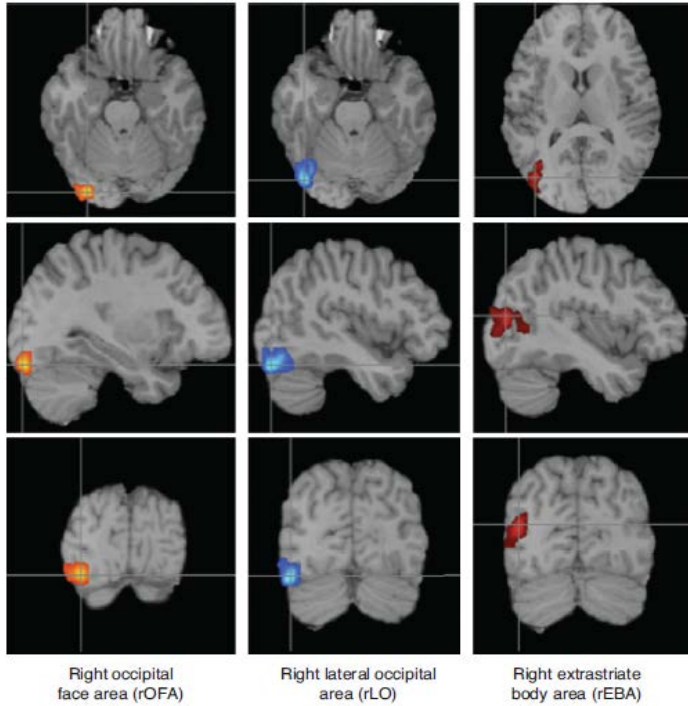 Right occipital
face area (rOFA)
Right lateral occipital
area (rLO)
Right extrastriate
body area (rEBA)